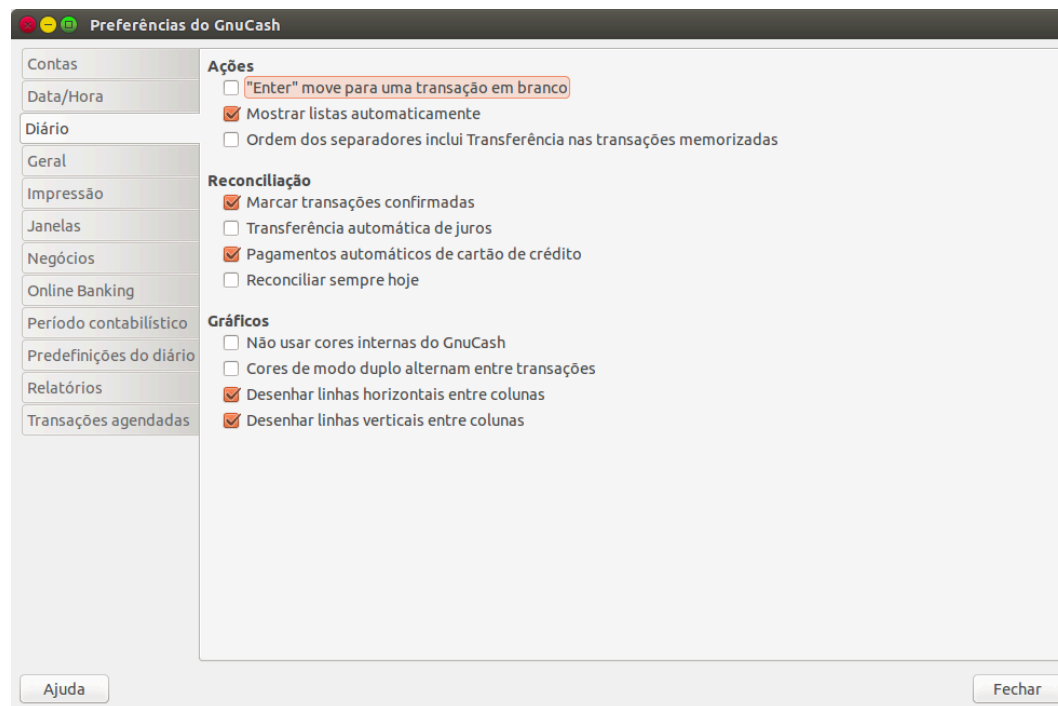 Preferências do GnuCash
Contas
Data/Hora
Diário
Geral
Impressão
Janelas
Negócios
Online Banking
Período contabilístico
Predefinições do diário
Relatórios
Transações agendadas
Ações
"Enter" move para uma transação em branco
Mostrar listas automaticamente
Ordem dos separadores inclui Transferência nas transações memorizadas
Reconciliação
Marcar transações confirmadas
Transferência automática de juros
Pagamentos automáticos de cartão de crédito
Reconciliar sempre hoje
Gráficos
Não usar cores internas do GnuCash
Cores de modo duplo alternam entre transações
Desenhar linhas horizontais entre colunas
Desenhar linhas verticais entre colunas
Ajuda
Fechar